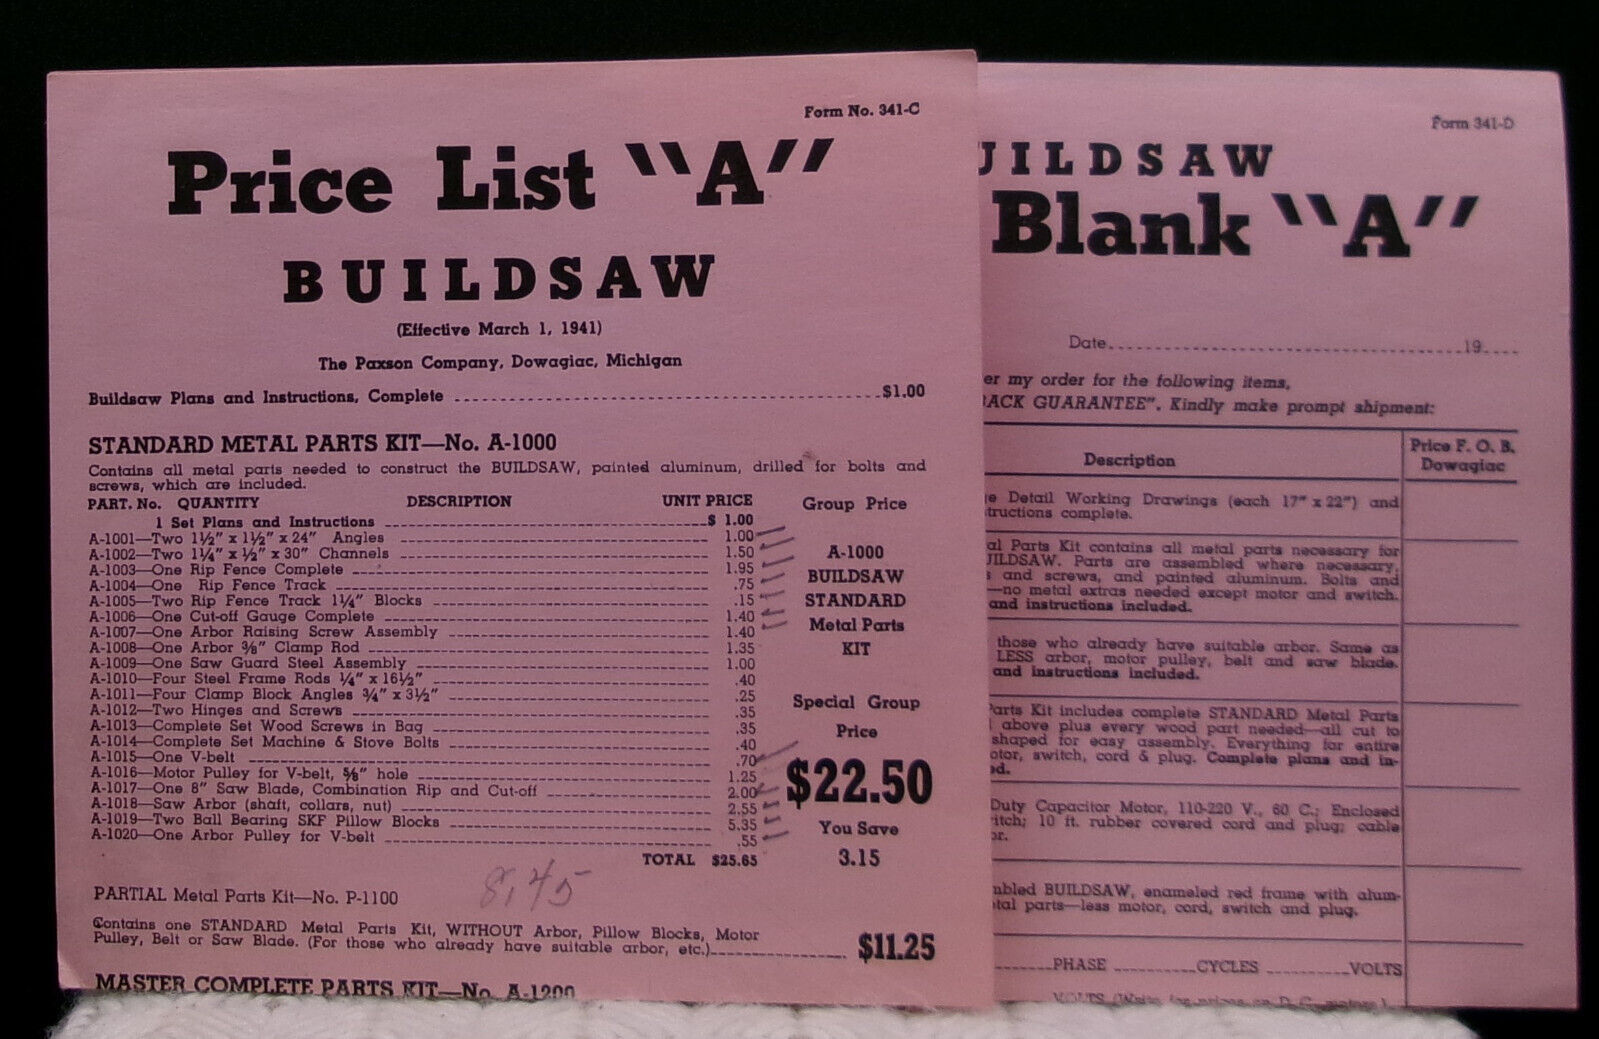 Form No. 341-C
Price List "A"
BUILDSAW
(Effective March 1, 1941)
The Paxson Company, Dowagiac, Michigan
Buildsaw Plans and Instructions, Complete $1.00
STANDARD METAL PARTS KIT—No. A-1000
Contains all metal parts needed to construct the BUILDSAW, painted aluminum, drilled for bolts and
screws, which are included.
PART. No. QUANTITY DESCRIPTION UNIT PRICE Group Price
1 Set Plans and Instructions $ 1.00
A-1001—Two 1½" x 1½" x 24" Angles 1.00
A-1002—Two 1¼" x ½" x 30" Channels 1.50
A-1003—One Rip Fence Complete 1.95
A-1004—One Rip Fence Track .75
A-1005—Two Rip Fence Track 1¼" Blocks .15
A-1006—One Cut-off Gauge Complete 1.40
A-1007—One Arbor Raising Screw Assembly 1.40
A-1008—One Arbor ⅜" Clamp Rod 1.35
A-1009—One Saw Guard Steel Assembly 1.00
A-1010—Four Steel Frame Rods ¼" x 16½" .40
A-1011—Four Clamp Block Angles ¾" x 3½" .25
A-1012—Two Hinges and Screws .35
A-1013—Complete Set Wood Screws in Bag .35
A-1014—Complete Set Machine & Stove Bolts .40
A-1015—One V-belt .70
A-1016—Motor Pulley for V-belt, ⅝" hole 1.25
A-1017—One 8" Saw Blade, Combination Rip and Cut-off 2.00
A-1018—Saw Arbor (shaft, collars, nut) 2.55
A-1019—Two Ball Bearing SKF Pillow Blocks 5.35
A-1020—One Arbor Pulley for V-belt .55
TOTAL $25.65
A-1000
BUILDSAW
STANDARD
Metal Parts
KIT
Special Group
Price
$22.50
You Save
3.15
8,45
PARTIAL Metal Parts Kit—No. P-1100
Contains one STANDARD Metal Parts Kit, WITHOUT Arbor, Pillow Blocks, Motor
Pulley, Belt or Saw Blade. (For those who already have suitable arbor, etc.) $11.25
MASTER COMPLETE PARTS KIT—No. A-1200
Form 341-D
UILDSAW
Blank "A"
Date 19
er my order for the following items,
BACK GUARANTEE". Kindly make prompt shipment:
Description
Price F. O. B.
Dowagiac
e Detail Working Drawings (each 17" x 22") and
tructions complete.
al Parts Kit contains all metal parts necessary for
UILDSAW. Parts are assembled where necessary,
s and screws, and painted aluminum. Bolts and
—no metal extras needed except motor and switch.
and instructions included.
those who already have suitable arbor. Same as
LESS arbor, motor pulley, belt and saw blade.
and instructions included.
Parts Kit includes complete STANDARD Metal Parts
above plus every wood part needed—all cut to
shaped for easy assembly. Everything for entire
otor, switch, cord & plug. Complete plans and in-
ed.
Duty Capacitor Motor, 110-220 V., 60 C.; Enclosed
itch; 10 ft. rubber covered cord and plug; cable
or.
mbled BUILDSAW, enameled red frame with alum-
tal parts—less motor, cord, switch and plug.
PHASE CYCLES VOLTS
VOLTS (Write for prices on D. C. motors)